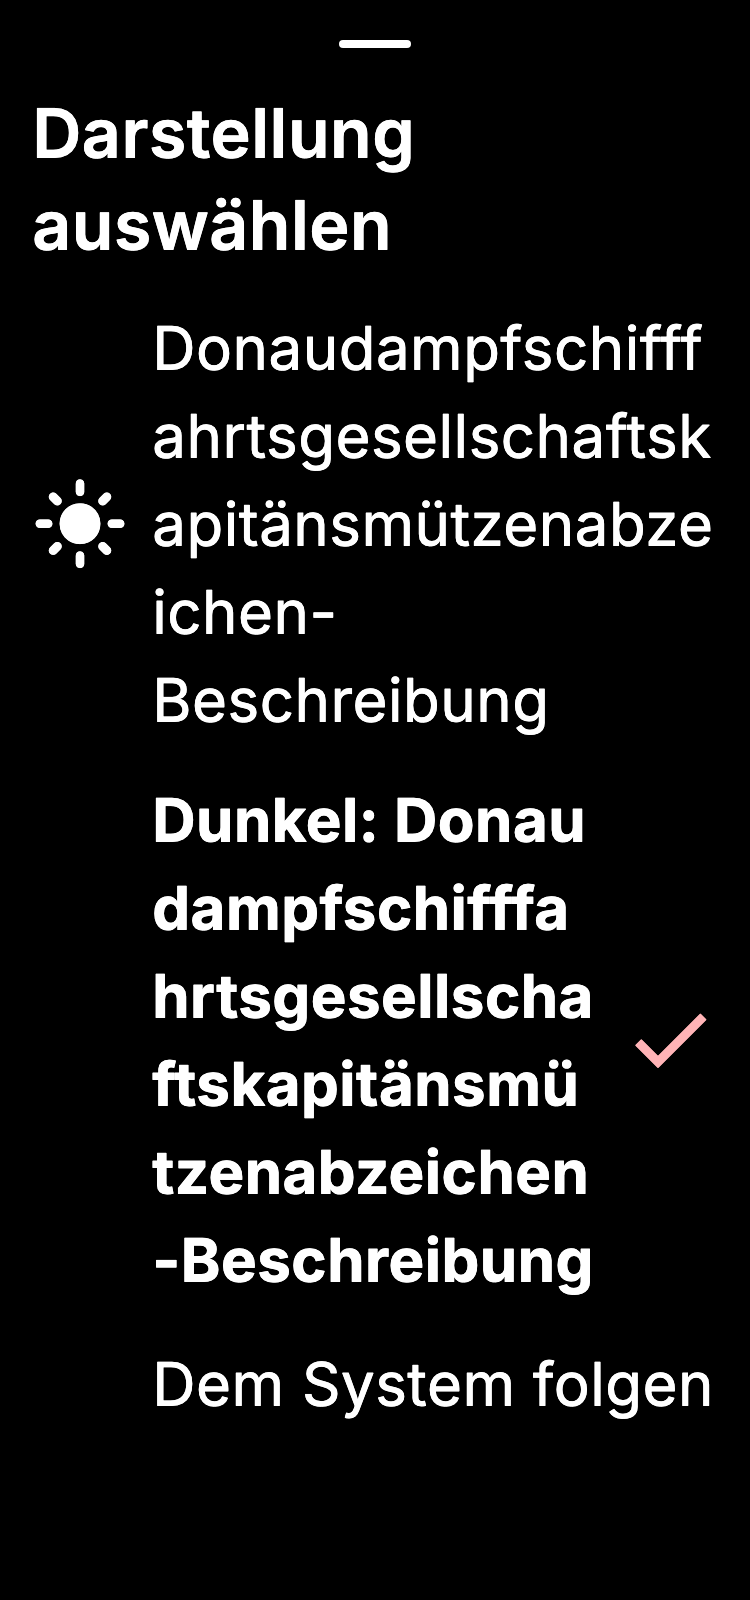 Darstellung
auswählen
Donaudampfschifff
ahrtsgesellschaftsk
apitänsmützenabze
ichen-
Beschreibung
Dunkel: Donau
dampfschifffa
hrtsgesellscha
ftskapitänsmü
tzenabzeichen
-Beschreibung
Dem System folgen